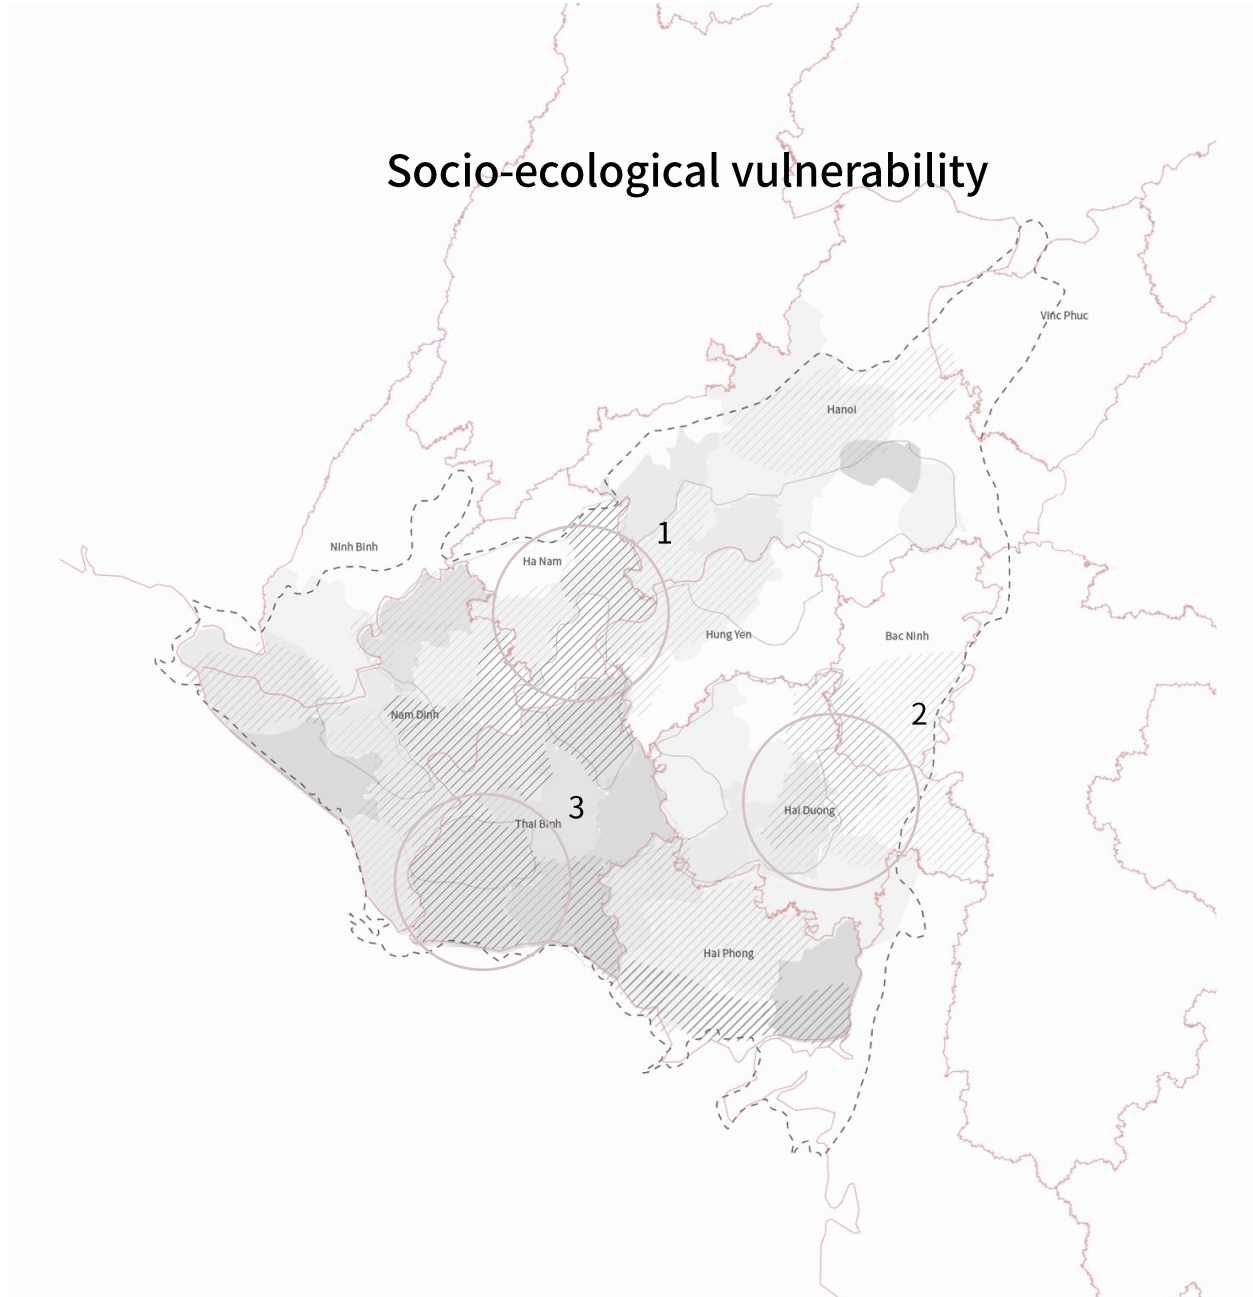 Socio-ecological vulnerability
Vinc Phuc
Hanoi
1
Ninh Binh
Ha Nam
Hung Yen
Bac Ninh
2
Nam Dinh
3
Hai Duong
Thai Binh
Hai Phong